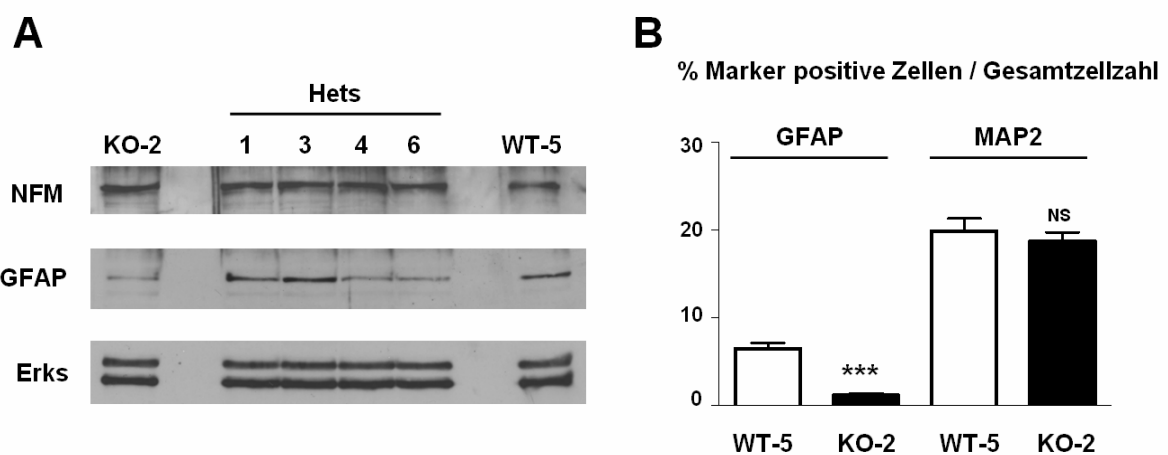 A
Hets
KO-2 1 3 4 6 WT-5
NFM
GFAP
Erks
B
% Marker positive Zellen / Gesamtzellzahl
GFAP MAP2
30
20
10
0
***
NS
WT-5 KO-2 WT-5 KO-2